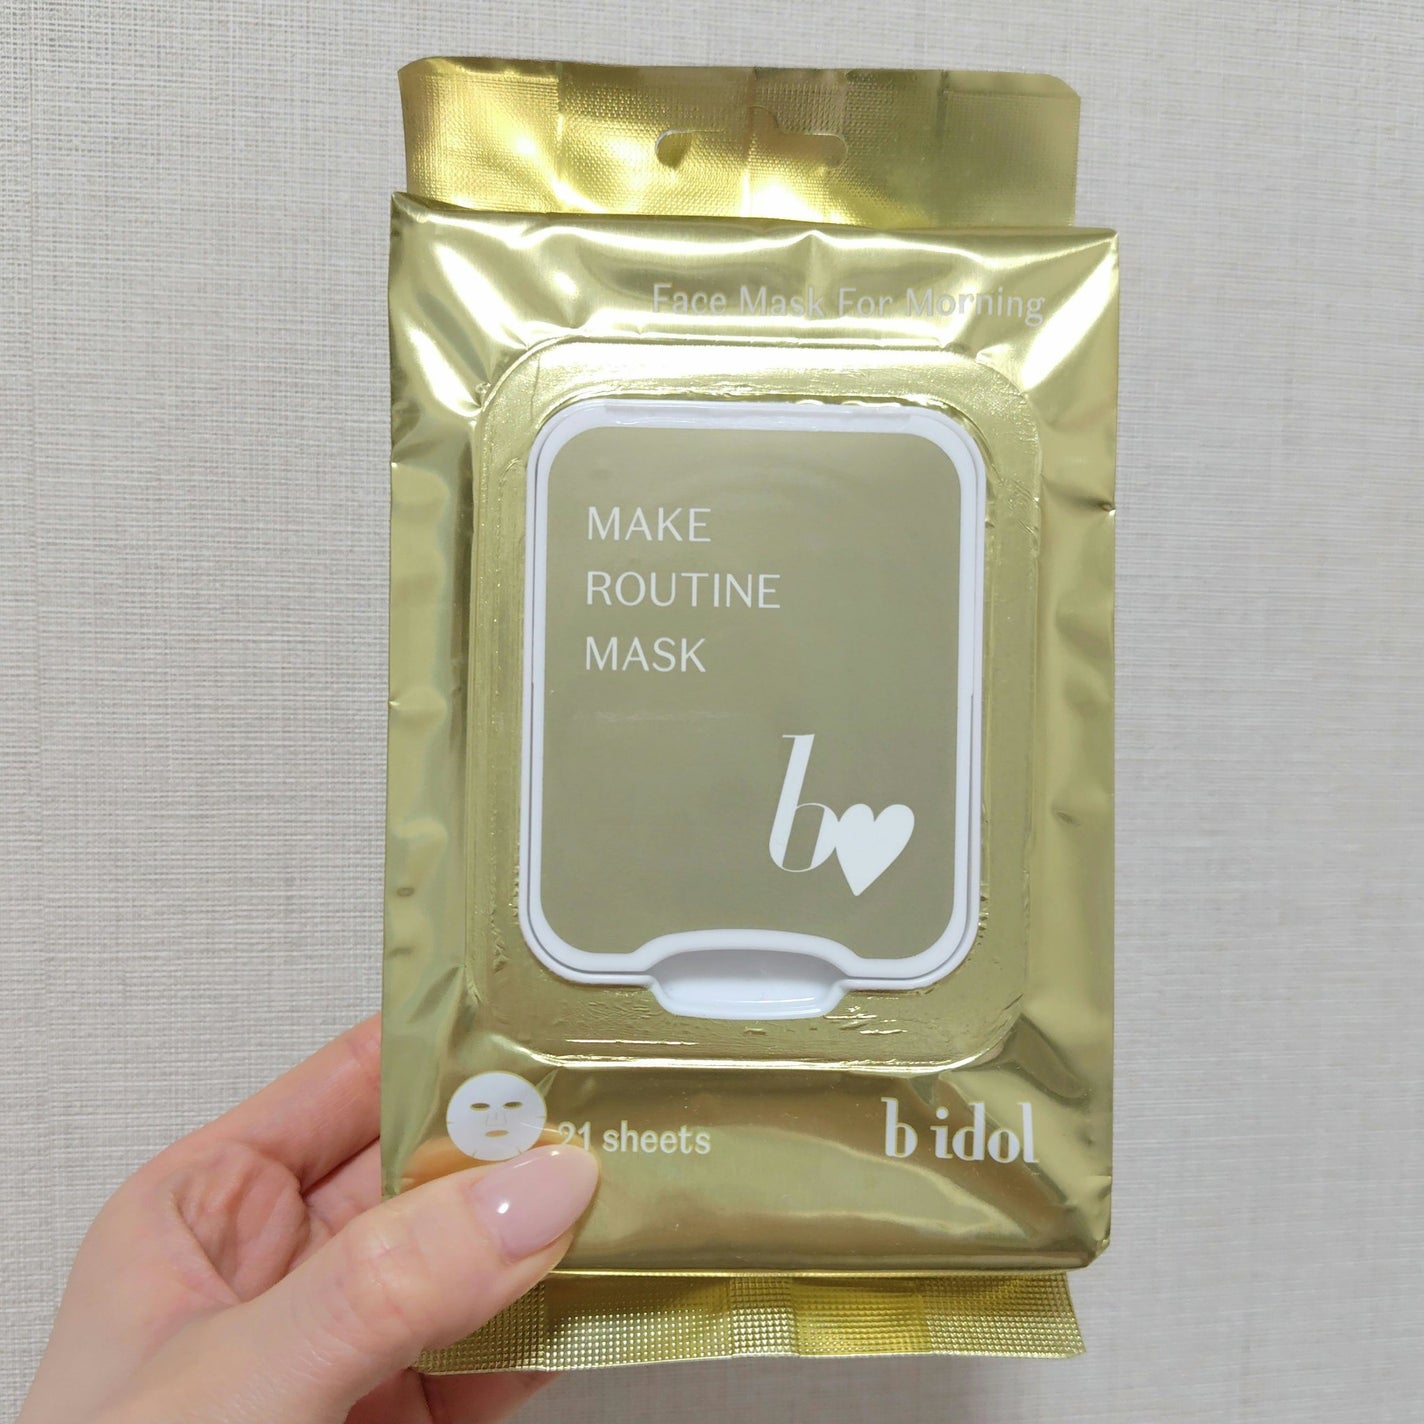 Face Mask For Morning
MAKE
ROUTINE
MASK
b
21 sheets
b idol